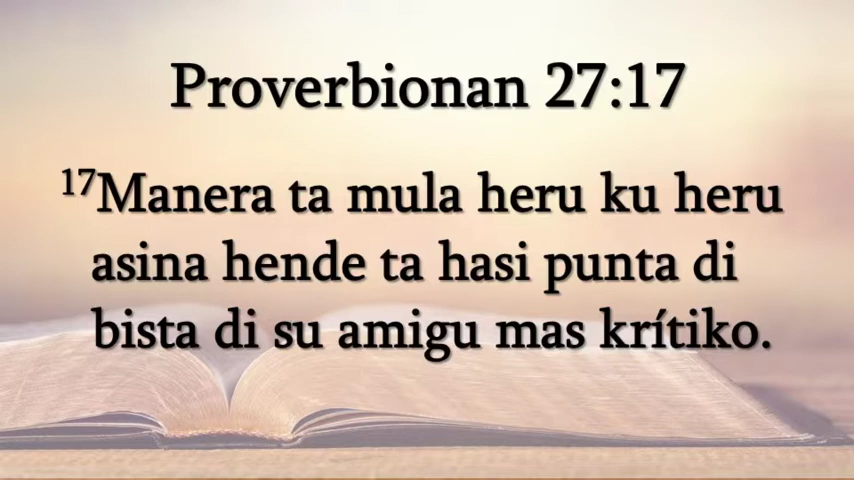 Proverbionan 27:17
17Manera ta mula heru ku heru
asina hende ta hasi punta di
bista di su amigu mas krítiko.